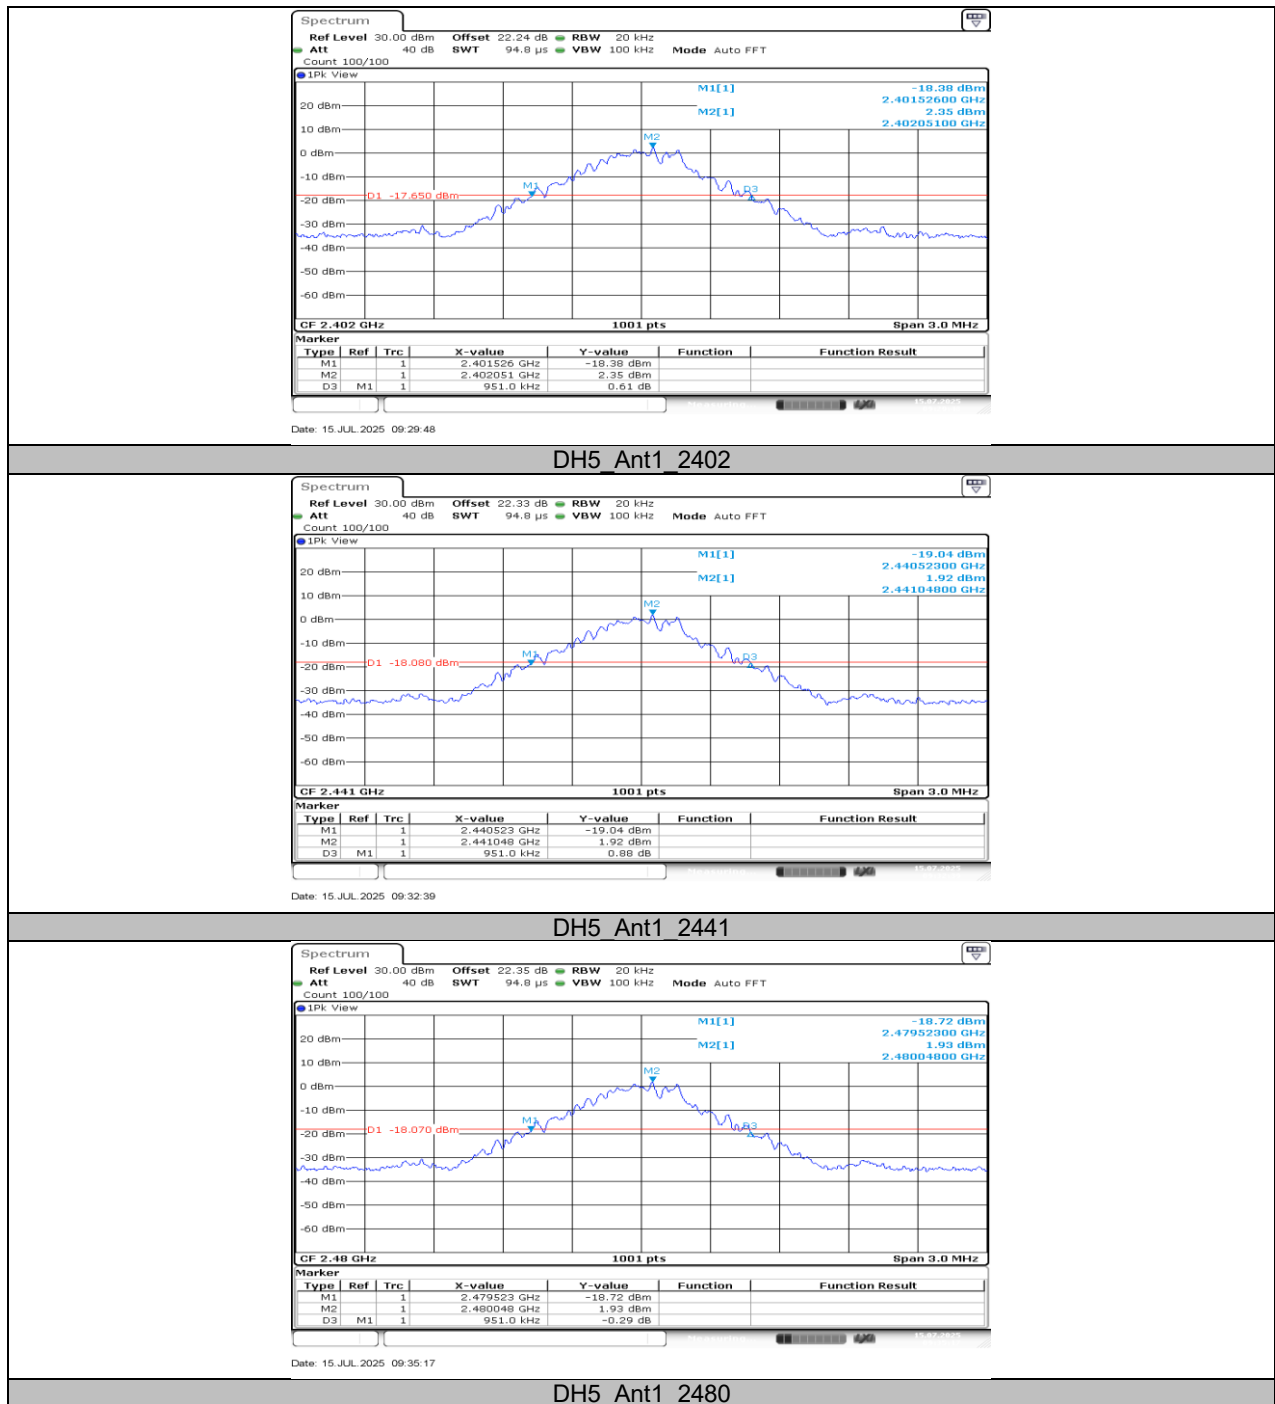 Spectrum
Ref Level 30.00 dBm Offset 22.24 dB RBW 20 kHz
Att 40 dB SWT 94.8 µs VBW 100 kHz Mode Auto FFT
Count 100/100
1Pk View
M1[1] -18.38 dBm
2.40152600 GHz
M2[1] 2.35 dBm
2.40205100 GHz
20 dBm
10 dBm
M2
0 dBm
-10 dBm
M1 D3
D1 -17.650 dBm
-20 dBm
-30 dBm
-40 dBm
-50 dBm
-60 dBm
CF 2.402 GHz 1001 pts Span 3.0 MHz
Marker
Type Ref Trc X-value Y-value Function Function Result
M1 1 2.401526 GHz -18.38 dBm
M2 1 2.402051 GHz 2.35 dBm
D3 M1 1 951.0 kHz 0.61 dB
Date: 15.JUL.2025 09:29:48
DH5_Ant1_2402
Spectrum
Ref Level 30.00 dBm Offset 22.33 dB RBW 20 kHz
Att 40 dB SWT 94.8 µs VBW 100 kHz Mode Auto FFT
Count 100/100
1Pk View
M1[1] -19.04 dBm
2.44052300 GHz
M2[1] 1.92 dBm
2.44104800 GHz
20 dBm
10 dBm
M2
0 dBm
-10 dBm
M1 D3
D1 -18.080 dBm
-20 dBm
-30 dBm
-40 dBm
-50 dBm
-60 dBm
CF 2.441 GHz 1001 pts Span 3.0 MHz
Marker
Type Ref Trc X-value Y-value Function Function Result
M1 1 2.440523 GHz -19.04 dBm
M2 1 2.441048 GHz 1.92 dBm
D3 M1 1 951.0 kHz 0.88 dB
Date: 15.JUL.2025 09:32:39
DH5_Ant1_2441
Spectrum
Ref Level 30.00 dBm Offset 22.35 dB RBW 20 kHz
Att 40 dB SWT 94.8 µs VBW 100 kHz Mode Auto FFT
Count 100/100
1Pk View
M1[1] -18.72 dBm
2.47952300 GHz
M2[1] 1.93 dBm
2.48004800 GHz
20 dBm
10 dBm
M2
0 dBm
-10 dBm
M1 D3
D1 -18.070 dBm
-20 dBm
-30 dBm
-40 dBm
-50 dBm
-60 dBm
CF 2.48 GHz 1001 pts Span 3.0 MHz
Marker
Type Ref Trc X-value Y-value Function Function Result
M1 1 2.479523 GHz -18.72 dBm
M2 1 2.480048 GHz 1.93 dBm
D3 M1 1 951.0 kHz -0.29 dB
Date: 15.JUL.2025 09:35:17
DH5_Ant1_2480